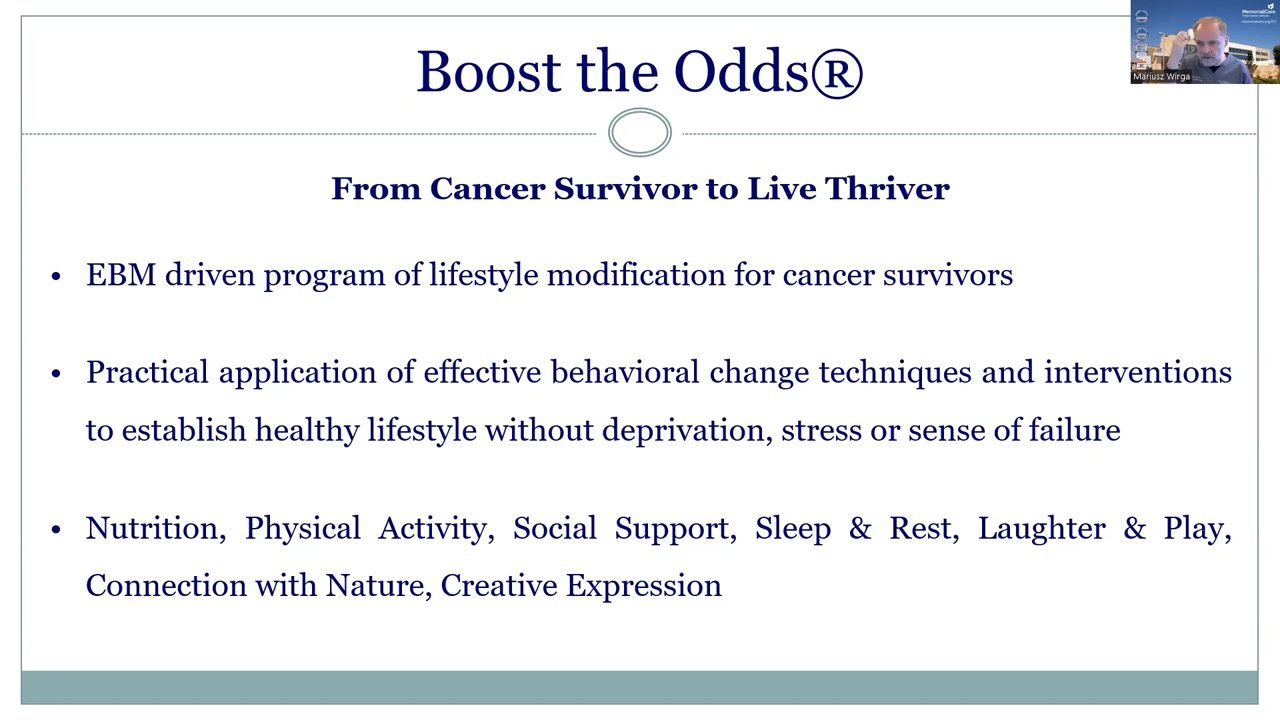 Boost the Odds®
From Cancer Survivor to Live Thriver
• EBM driven program of lifestyle modification for cancer survivors
• Practical application of effective behavioral change techniques and interventions
to establish healthy lifestyle without deprivation, stress or sense of failure
• Nutrition, Physical Activity, Social Support, Sleep & Rest, Laughter & Play,
Connection with Nature, Creative Expression
MemorialCare
Mariusz Wirga